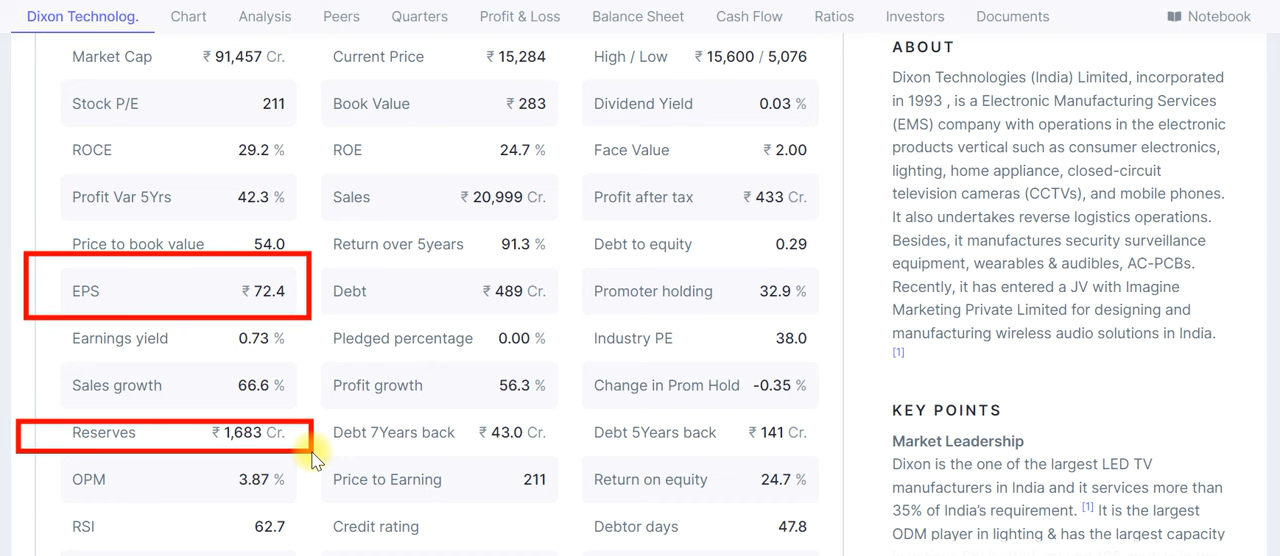 Dixon Technolog. Chart Analysis Peers Quarters Profit & Loss Balance Sheet Cash Flow Ratios Investors Documents Notebook
Market Cap ₹ 91,457 Cr. Current Price ₹ 15,284 High / Low ₹ 15,600 / 5,076
Stock P/E 211 Book Value ₹ 283 Dividend Yield 0.03 %
ROCE 29.2 % ROE 24.7 % Face Value ₹ 2.00
Profit Var 5Yrs 42.3 % Sales ₹ 20,999 Cr. Profit after tax ₹ 433 Cr.
Price to book value 54.0 Return over 5years 91.3 % Debt to equity 0.29
EPS ₹ 72.4 Debt ₹ 489 Cr. Promoter holding 32.9 %
Earnings yield 0.73 % Pledged percentage 0.00 % Industry PE 38.0
Sales growth 66.6 % Profit growth 56.3 % Change in Prom Hold -0.35 %
Reserves ₹ 1,683 Cr. Debt 7Years back ₹ 43.0 Cr. Debt 5Years back ₹ 141 Cr.
OPM 3.87 % Price to Earning 211 Return on equity 24.7 %
RSI 62.7 Credit rating Debtor days 47.8
ABOUT
Dixon Technologies (India) Limited, incorporated
in 1993 , is a Electronic Manufacturing Services
(EMS) company with operations in the electronic
products vertical such as consumer electronics,
lighting, home appliance, closed-circuit
television cameras (CCTVs), and mobile phones.
It also undertakes reverse logistics operations.
Besides, it manufactures security surveillance
equipment, wearables & audibles, AC-PCBs.
Recently, it has entered a JV with Imagine
Marketing Private Limited for designing and
manufacturing wireless audio solutions in India.
[1]
KEY POINTS
Market Leadership
Dixon is the one of the largest LED TV
manufacturers in India and it services more than
35% of India's requirement. [1] It is the largest
ODM player in lighting & has the largest capacity